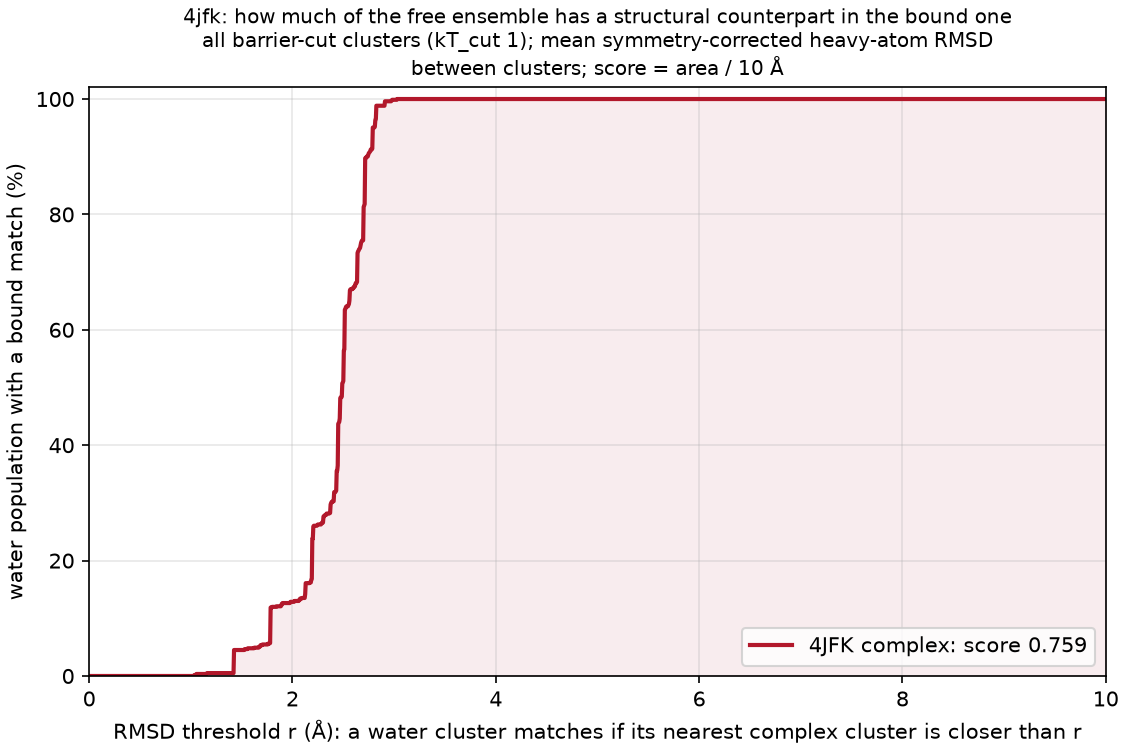 4jfk: how much of the free ensemble has a structural counterpart in the bound one
all barrier-cut clusters (kT_cut 1); mean symmetry-corrected heavy-atom RMSD
between clusters; score = area / 10 Å
water population with a bound match (%)
100
80
60
40
20
0
4JFK complex: score 0.759
0 2 4 6 8 10
RMSD threshold r (Å): a water cluster matches if its nearest complex cluster is closer than r